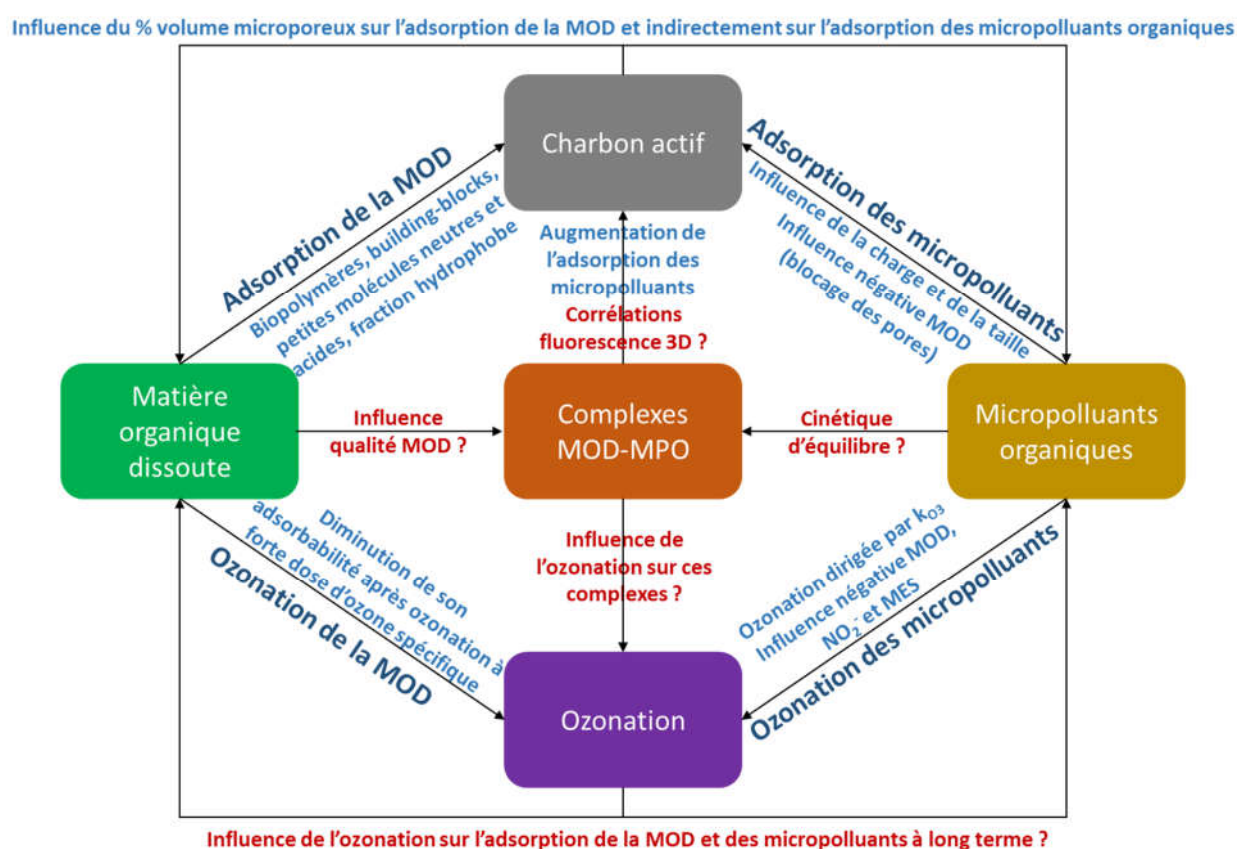 Influence du % volume microporeux sur l'adsorption de la MOD et indirectement sur l'adsorption des micropolluants organiques
Charbon actif
Adsorption de la MOD
Biopolymères, building-blocks,
petites molécules neutres et
acides, fraction hydrophobe
Augmentation de
l'adsorption des
micropolluants
Corrélations
fluorescence 3D ?
Adsorption des micropolluants
Influence de la charge et de la taille
Influence négative MOD
(blocage des pores)
Matière
organique
dissoute
Influence
qualité MOD ?
Complexes
MOD-MPO
Cinétique
d'équilibre ?
Micropolluants
organiques
Diminution de son
adsorbabilité après ozonation à
forte dose d'ozone spécifique
Ozonation de la MOD
Influence de
l'ozonation sur ces
complexes ?
Ozonation dirigée par kO3
Influence négative MOD,
NO2- et MES
Ozonation des micropolluants
Ozonation
Influence de l'ozonation sur l'adsorption de la MOD et des micropolluants à long terme ?